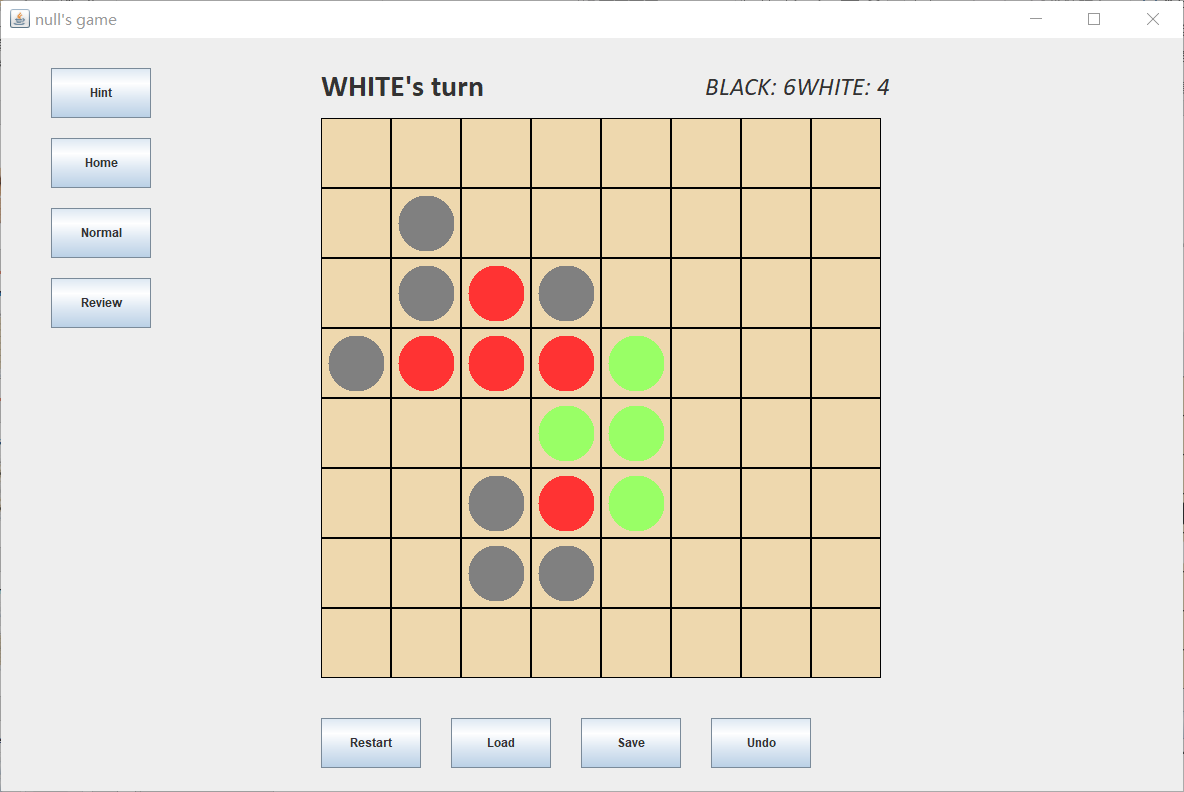 null's game
Hint
Home
Normal
Review
WHITE's turn
BLACK: 6WHITE: 4
Restart
Load
Save
Undo